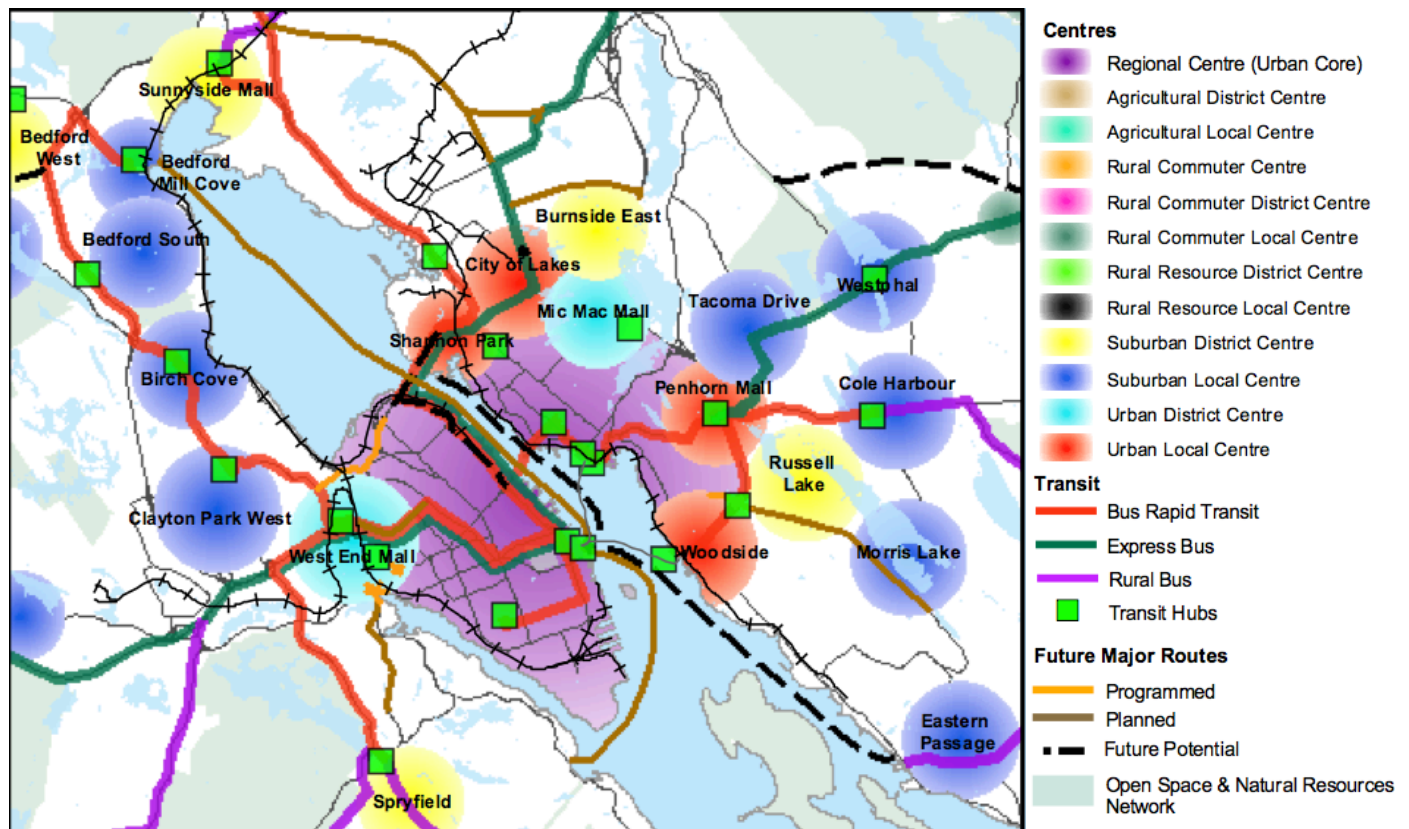 Sunnyside Mall
Bedford
West
Bedford
Mill Cove
Bedford South
Burnside East
City of Lakes
Mic Mac Mall
Tacoma Drive
Westphal
Shannon Park
Birch Cove
Penhorn Mall
Cole Harbour
Russell
Lake
Clayton Park West
West End Mall
Woodside
Morris Lake
Eastern
Passage
Spryfield
Centres
Regional Centre (Urban Core)
Agricultural District Centre
Agricultural Local Centre
Rural Commuter Centre
Rural Commuter District Centre
Rural Commuter Local Centre
Rural Resource District Centre
Rural Resource Local Centre
Suburban District Centre
Suburban Local Centre
Urban District Centre
Urban Local Centre
Transit
Bus Rapid Transit
Express Bus
Rural Bus
Transit Hubs
Future Major Routes
Programmed
Planned
Future Potential
Open Space & Natural Resources
Network